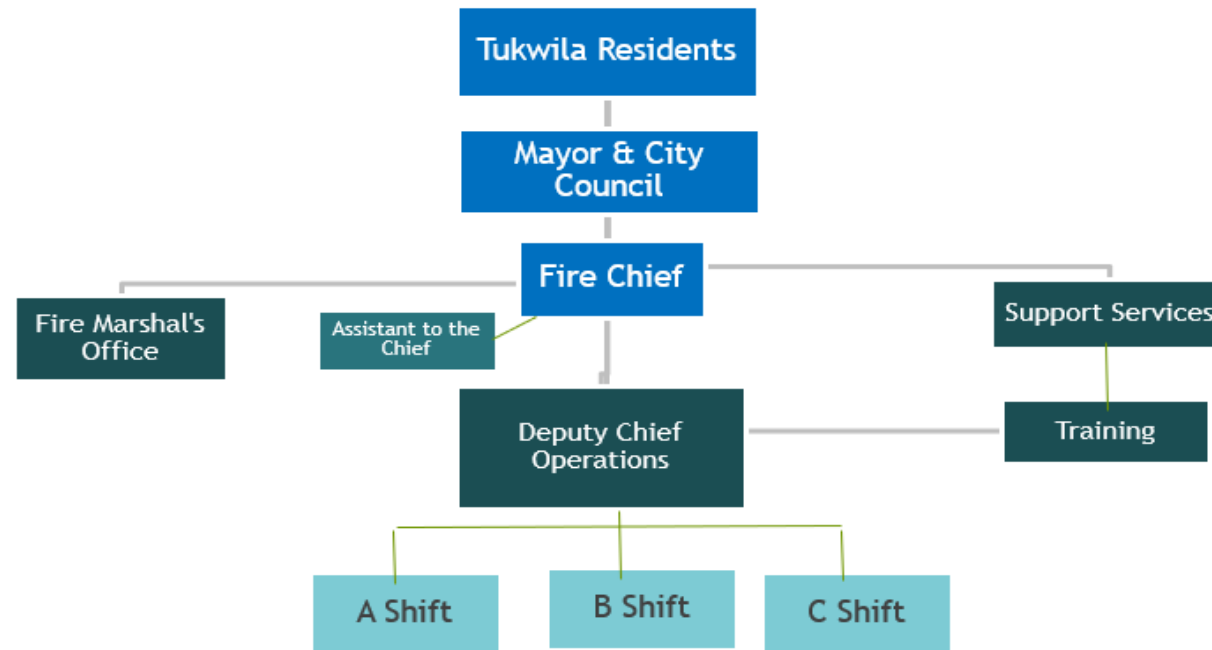 Tukwila Residents
Mayor & City
Council
Fire Chief
Fire Marshal's
Office
Assistant to the
Chief
Support Services
Deputy Chief
Operations
Training
A Shift
B Shift
C Shift